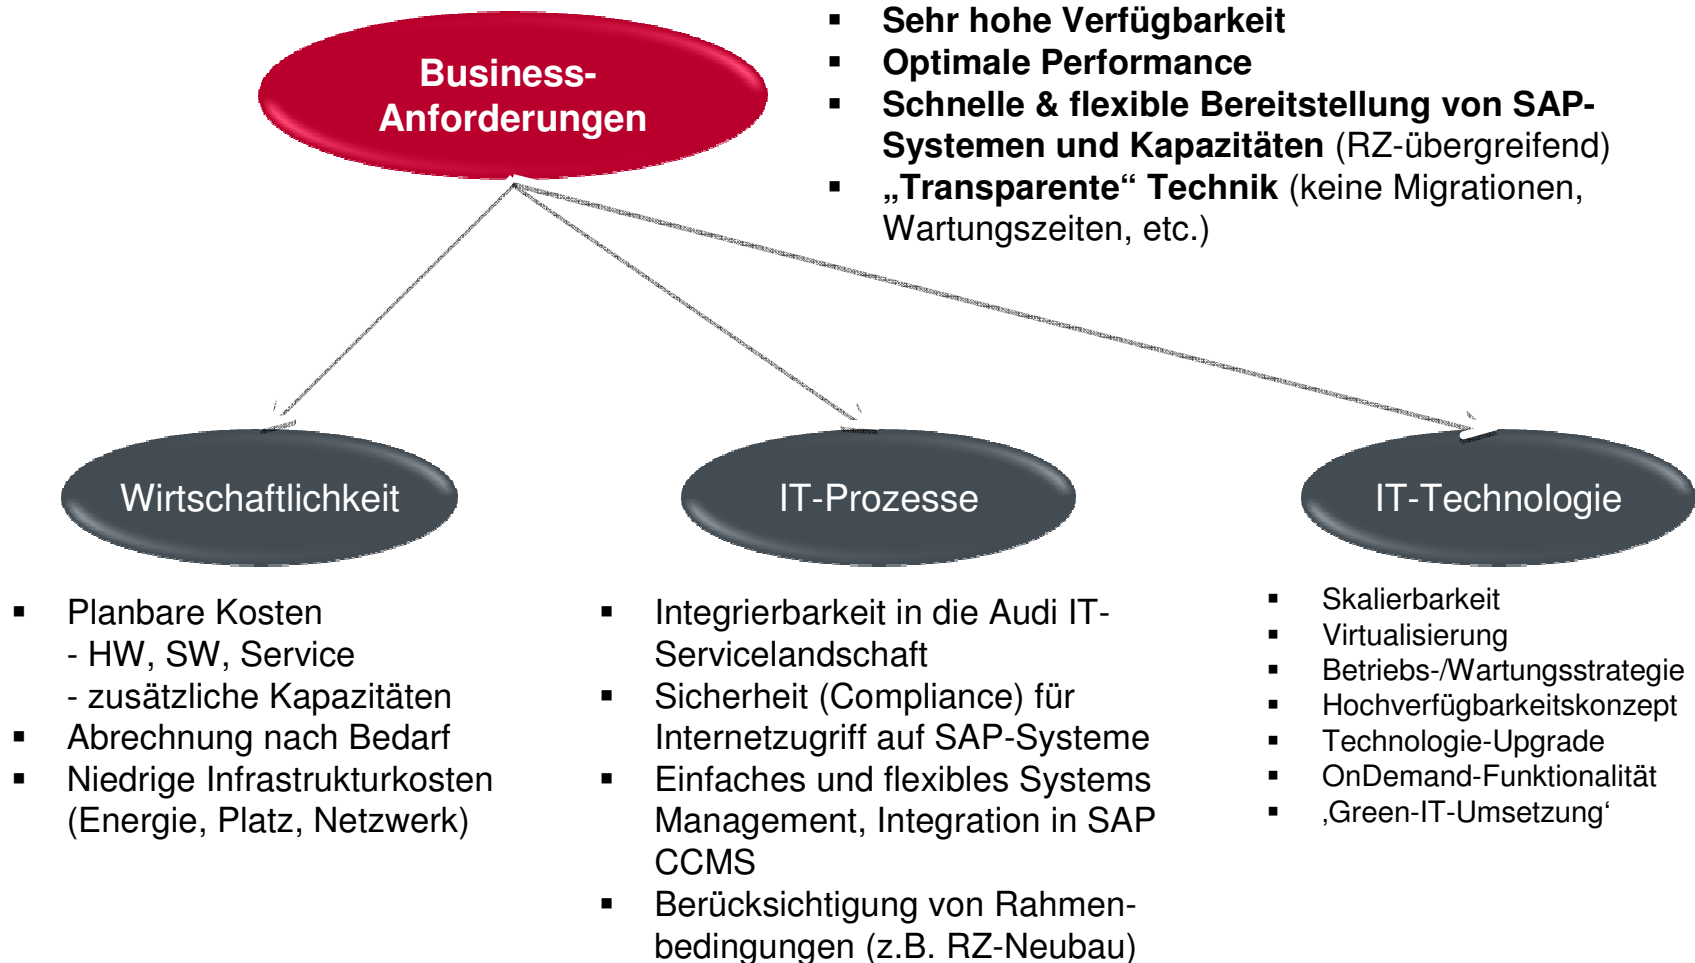 Business-
Anforderungen
▪ Sehr hohe Verfügbarkeit
▪ Optimale Performance
▪ Schnelle & flexible Bereitstellung von SAP-
Systemen und Kapazitäten (RZ-übergreifend)
▪ „Transparente“ Technik (keine Migrationen,
Wartungszeiten, etc.)
Wirtschaftlichkeit
▪ Planbare Kosten
- HW, SW, Service
- zusätzliche Kapazitäten
▪ Abrechnung nach Bedarf
▪ Niedrige Infrastrukturkosten
(Energie, Platz, Netzwerk)
IT-Prozesse
▪ Integrierbarkeit in die Audi IT-
Servicelandschaft
▪ Sicherheit (Compliance) für
Internetzugriff auf SAP-Systeme
▪ Einfaches und flexibles Systems
Management, Integration in SAP
CCMS
▪ Berücksichtigung von Rahmen-
bedingungen (z.B. RZ-Neubau)
IT-Technologie
▪ Skalierbarkeit
▪ Virtualisierung
▪ Betriebs-/Wartungsstrategie
▪ Hochverfügbarkeitskonzept
▪ Technologie-Upgrade
▪ OnDemand-Funktionalität
▪ ‚Green-IT-Umsetzung‘